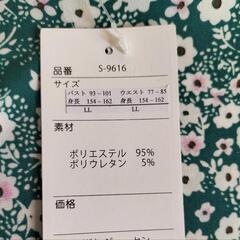 品番 S-9616
サイズ
バスト 93～101 ウエスト 77～85
身長 154～162 身長 154～162
LL LL
素材
ポリエステル 95%
ポリウレタン 5%
価格